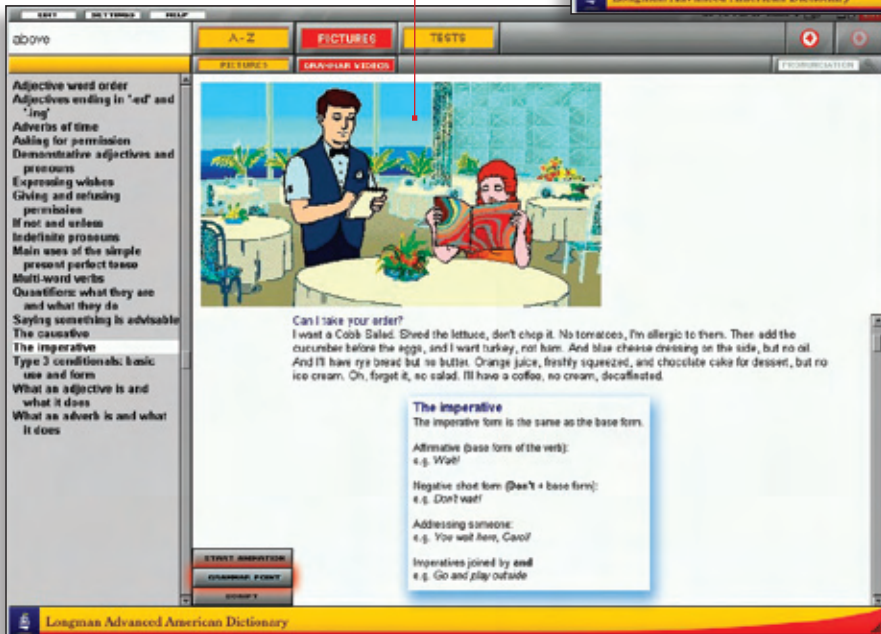 Longman Advanced American Dictionary
EDIT SETTINGS HELP
above
A-Z PICTURES TESTS
PICTURES GRAMMAR VIDEOS PRONUNCIATION
Adjective word order
Adjectives ending in "-ed" and
"-ing"
Adverbs of time
Asking for permission
Demonstrative adjectives and
pronouns
Expressing wishes
Giving and refusing
permission
If not and unless
Indefinite pronouns
Main uses of the simple
present perfect tense
Multi-word verbs
Quantifiers: what they are
and what they do
Saying something is advisable
The causative
The imperative
Type 3 conditionals: basic
use and form
What an adjective is and
what it does
What an adverb is and what
it does
Can I take your order?
I want a Cobb Salad. Shred the lettuce, don't chop it. No tomatoes, I'm allergic to them. Then add the
cucumber before the eggs, and I want turkey, not ham. And blue cheese dressing on the side, but no oil.
And I'll have rye bread but no butter. Orange juice, freshly squeezed, and chocolate cake for dessert, but no
ice cream. Oh, forget it, no salad. I'll have a coffee, no cream, decaffinated.
The imperative
The imperative form is the same as the base form.
Affirmative (base form of the verb):
e.g. Wait!
Negative short form (Don't + base form):
e.g. Don't wait!
Addressing someone:
e.g. You wait here, Carol!
Imperatives joined by and
e.g. Go and play outside
START ANIMATION
GRAMMAR POINT
SCRIPT
Longman Advanced American Dictionary